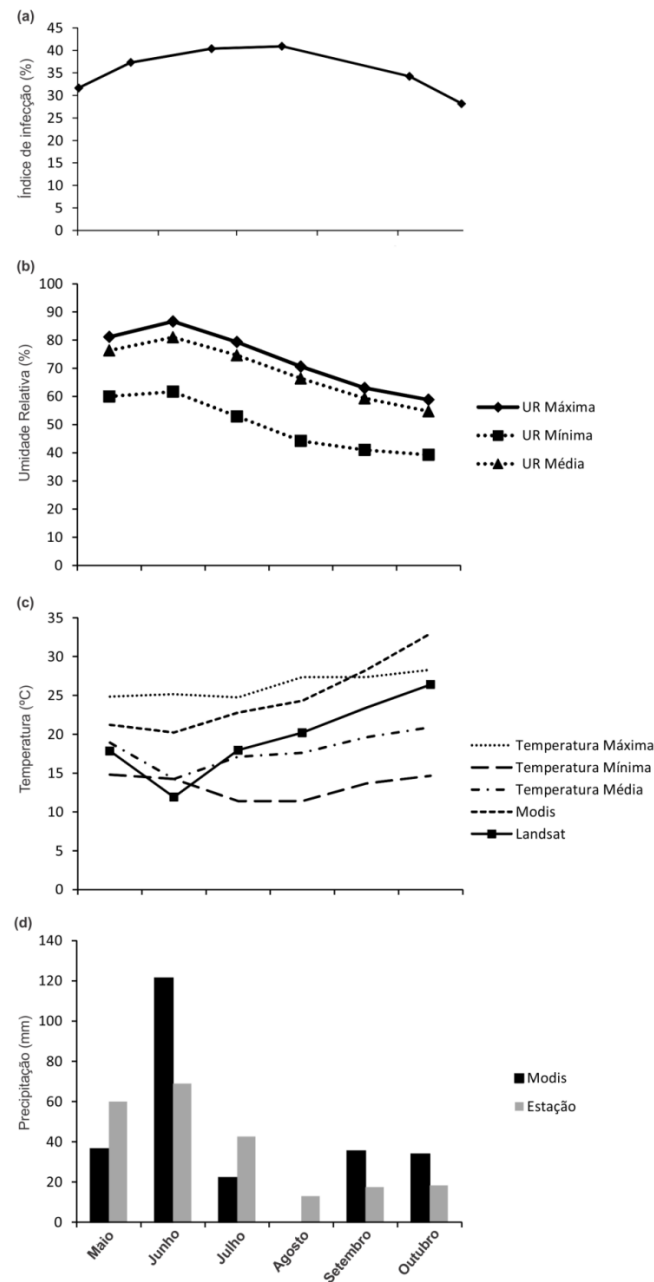 (a)
45
40
35
30
25
20
15
10
5
0
Índice de infecção (%)
(b)
100
90
80
70
60
50
40
30
20
10
0
Umidade Relativa (%)
UR Máxima
UR Mínima
UR Média
(c)
35
30
25
20
15
10
5
0
Temperatura (ºC)
Temperatura Máxima
Temperatura Mínima
Temperatura Média
Modis
Landsat
(d)
140
120
100
80
60
40
20
0
Precipitação (mm)
Modis
Estação
Maio
Junho
Julho
Agosto
Setembro
Outubro